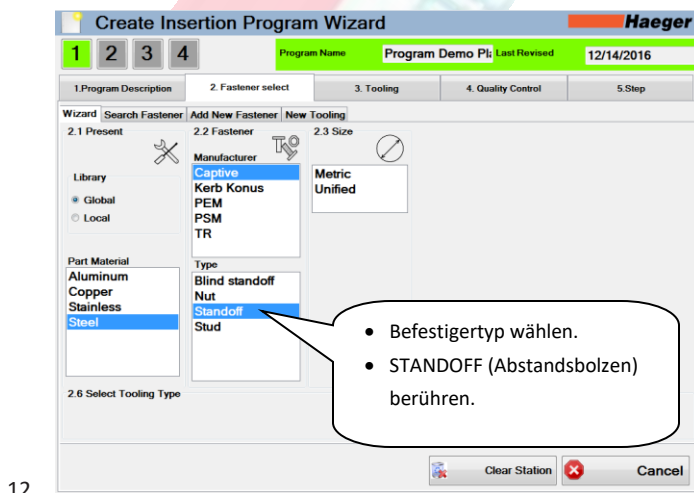 Create Insertion Program Wizard
Haeger
1 2 3 4
Program Name
Program Demo Pl
Last Revised
12/14/2016
1.Program Description
2. Fastener select
3. Tooling
4. Quality Control
5.Step
Wizard
Search Fastener
Add New Fastener
New Tooling
2.1 Present
2.2 Fastener
2.3 Size
Library
Global
Local
Manufacturer
Captive
Kerb Konus
PEM
PSM
TR
Metric
Unified
Part Material
Aluminum
Copper
Stainless
Steel
Type
Blind standoff
Nut
Standoff
Stud
• Befestigertyp wählen.
• STANDOFF (Abstandsbolzen)
berühren.
2.6 Select Tooling Type
Clear Station
Cancel
12